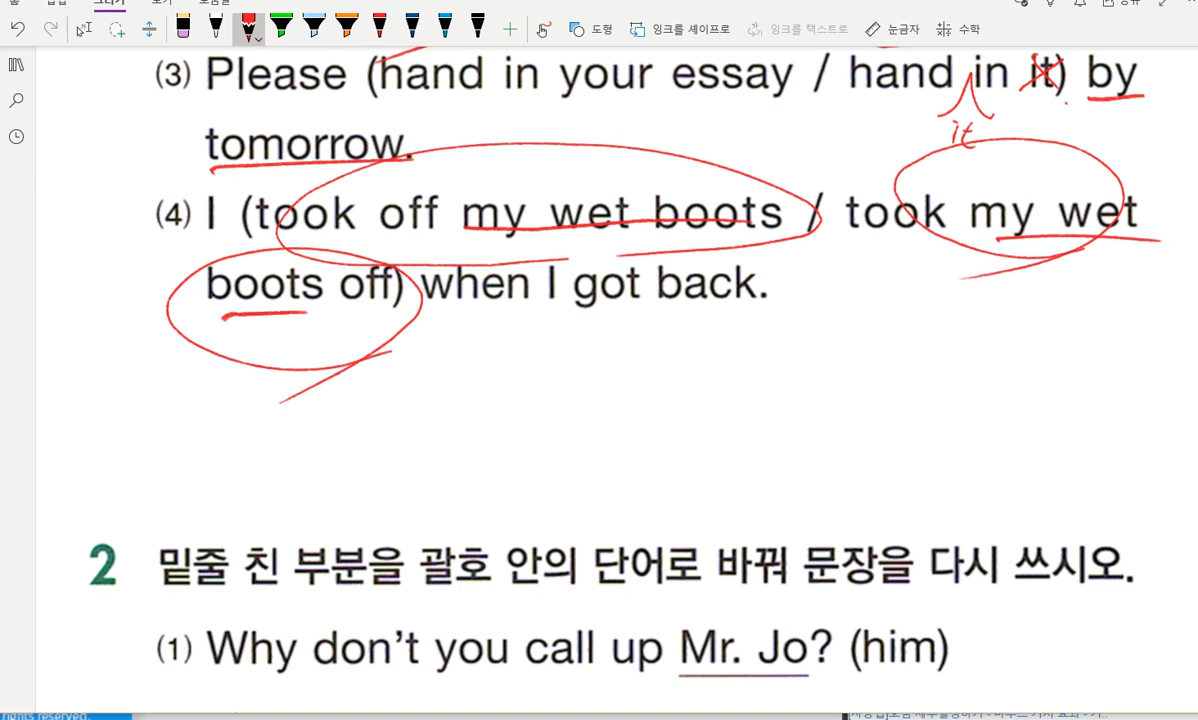 도형
잉크를 셰이프로
잉크를 텍스트로
눈금자
수학
(3) Please (hand in your essay / hand in it) by
it
tomorrow.
(4) I (took off my wet boots / took my wet
boots off) when I got back.
2 밑줄 친 부분을 괄호 안의 단어로 바꿔 문장을 다시 쓰시오.
(1) Why don't you call up Mr. Jo? (him)
rights reserved.